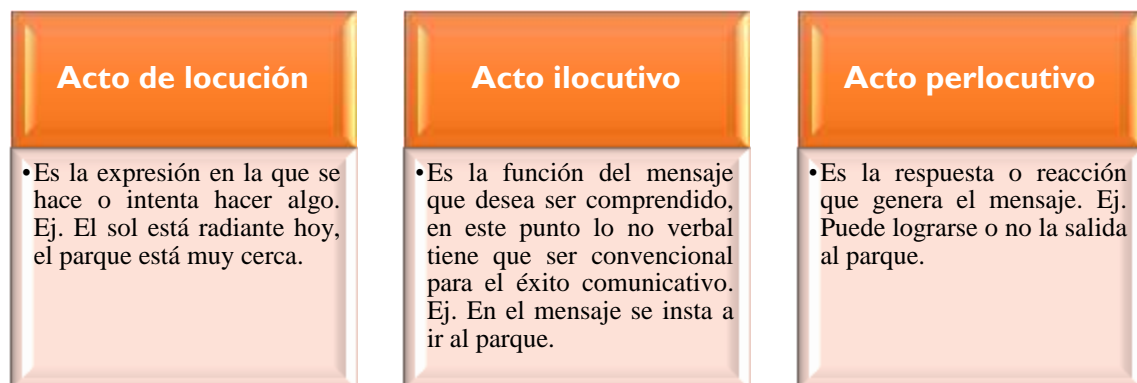 Acto de locución
•Es la expresión en la que se
hace o intenta hacer algo.
Ej. El sol está radiante hoy,
el parque está muy cerca.
Acto ilocutivo
•Es la función del mensaje
que desea ser comprendido,
en este punto lo no verbal
tiene que ser convencional
para el éxito comunicativo.
Ej. En el mensaje se insta a
ir al parque.
Acto perlocutivo
•Es la respuesta o reacción
que genera el mensaje. Ej.
Puede lograrse o no la salida
al parque.